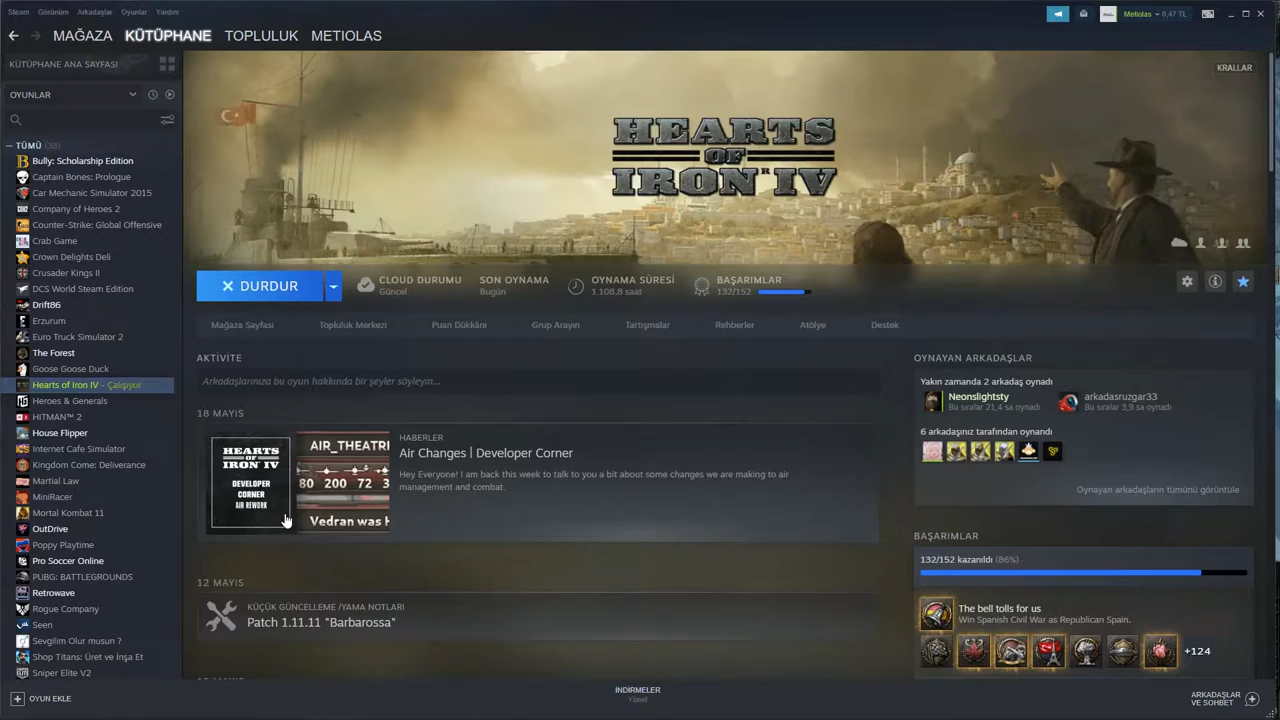 Steam Görünüm Arkadaşlar Oyunlar Yardım
Metiolas 0,47 TL
MAĞAZA KÜTÜPHANE TOPLULUK METIOLAS
KÜTÜPHANE ANA SAYFASI
OYUNLAR
TÜMÜ (38)
Bully: Scholarship Edition
Captain Bones: Prologue
Car Mechanic Simulator 2015
Company of Heroes 2
Counter-Strike: Global Offensive
Crab Game
Crown Delights Deli
Crusader Kings II
DCS World Steam Edition
Drift86
Erzurum
Euro Truck Simulator 2
The Forest
Goose Goose Duck
Hearts of Iron IV - Çalışıyor
Heroes & Generals
HITMAN™ 2
House Flipper
Internet Cafe Simulator
Kingdom Come: Deliverance
Martial Law
MiniRacer
Mortal Kombat 11
OutDrive
Poppy Playtime
Pro Soccer Online
PUBG: BATTLEGROUNDS
Retrowave
Rogue Company
Seen
Sevgilim Olur musun ?
Shop Titans: Üret ve İnşa Et
Sniper Elite V2
OYUN EKLE
KRALLAR
HEARTS
OF
IRON IV
DURDUR
CLOUD DURUMU
Güncel
SON OYNAMA
Bugün
OYNAMA SÜRESİ
1.108,8 saat
BAŞARIMLAR
132/152
Mağaza Sayfası Topluluk Merkezi Puan Dükkânı Grup Arayın Tartışmalar Rehberler Atölye Destek
AKTİVİTE
Arkadaşlarınıza bu oyun hakkında bir şeyler söyleyin...
18 MAYIS
HEARTS
OF
IRON IV
DEVELOPER
CORNER
AIR REWORK
AIR_THEATRE
80 200 72 3
Vedran was H
HABERLER
Air Changes | Developer Corner
Hey Everyone! I am back this week to talk to you a bit about some changes we are making to air
management and combat.
12 MAYIS
KÜÇÜK GÜNCELLEME /YAMA NOTLARI
Patch 1.11.11 "Barbarossa"
OYNAYAN ARKADAŞLAR
Yakın zamanda 2 arkadaş oynadı
Neonslightsty
Bu sıralar 21,4 sa oynadı
arkadasruzgar33
Bu sıralar 3,9 sa oynadı
6 arkadaşınız tarafından oynandı
Oynayan arkadaşların tümünü görüntüle
BAŞARIMLAR
132/152 kazanıldı (86%)
The bell tolls for us
Win Spanish Civil War as Republican Spain.
+124
İNDİRMELER
Yönet
ARKADAŞLAR
VE SOHBET